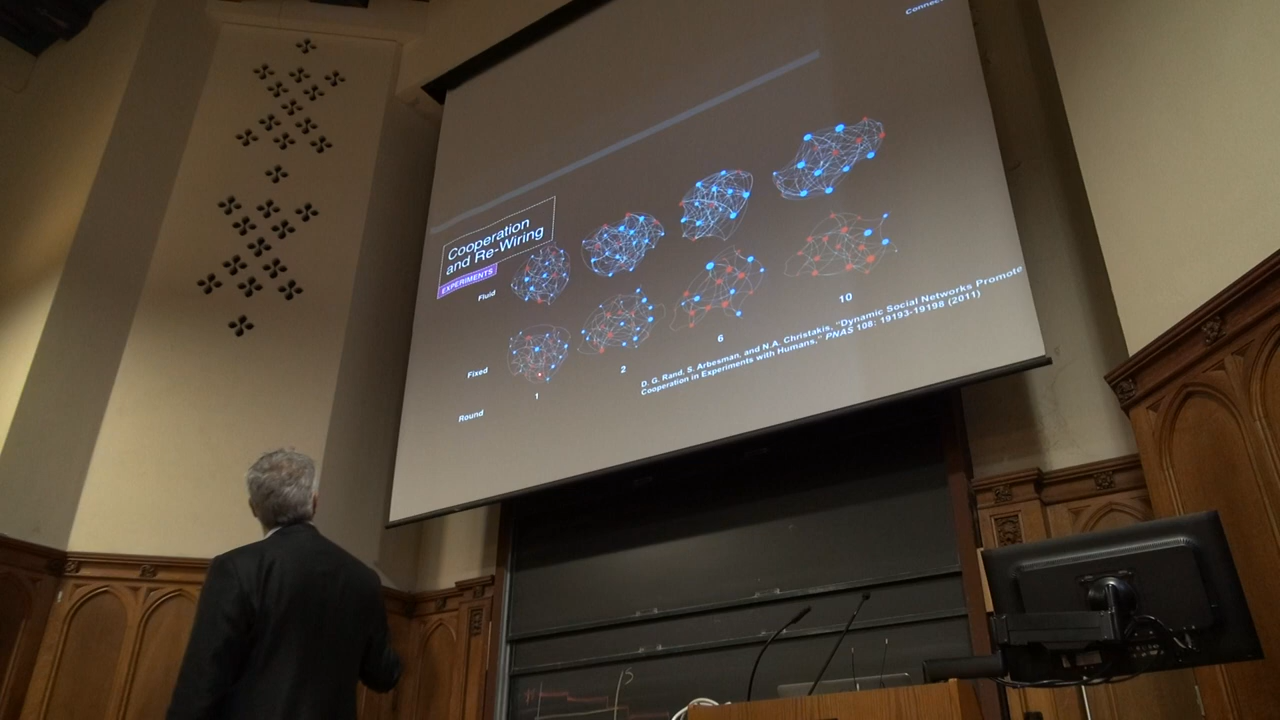 Connec
Cooperation
and Re-Wiring
EXPERIMENTS
Fluid
Fixed
Round
1
2
6
10
D. G. Rand, S. Arbesman, and N.A. Christakis, "Dynamic Social Networks Promote
Cooperation in Experiments with Humans," PNAS 108: 19193-19198 (2011)